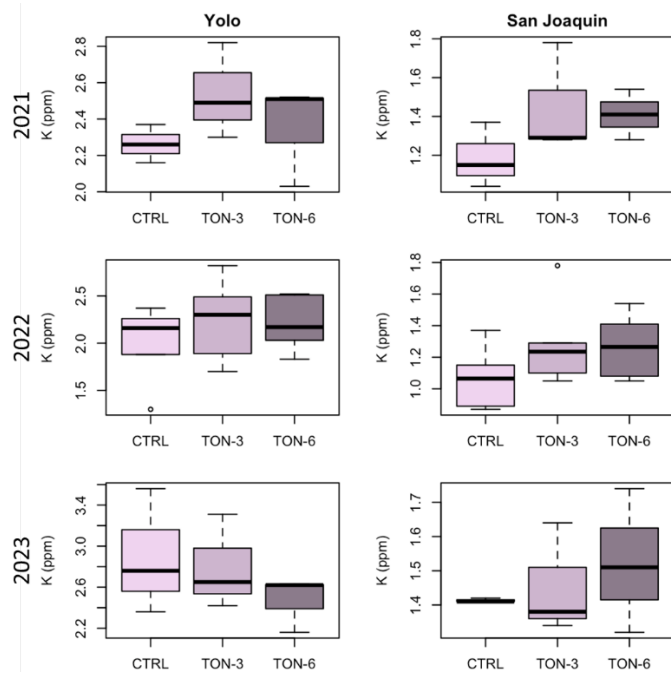 Yolo
San Joaquin
2021
K (ppm)
2.8
2.6
2.4
2.2
2.0
CTRL TON-3 TON-6
K (ppm)
1.8
1.6
1.4
1.2
CTRL TON-3 TON-6
2022
K (ppm)
2.5
2.0
1.5
CTRL TON-3 TON-6
K (ppm)
1.8
1.6
1.4
1.2
1.0
CTRL TON-3 TON-6
2023
K (ppm)
3.4
3.0
2.6
2.2
CTRL TON-3 TON-6
K (ppm)
1.7
1.6
1.5
1.4
CTRL TON-3 TON-6